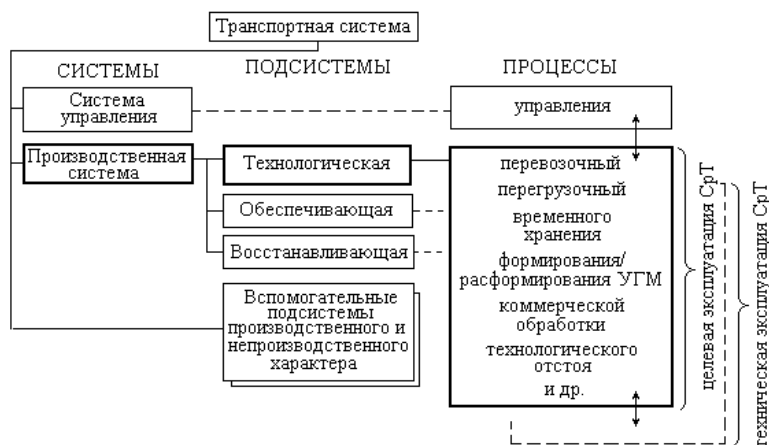 Транспортная система
СИСТЕМЫ
ПОДСИСТЕМЫ
ПРОЦЕССЫ
Система
управления
управления
Производственная
система
Технологическая
Обеспечивающая
Восстанавливающая
Вспомогательные
подсистемы
производственного и
непроизводственного
характера
перевозочный
перегрузочный
временного
хранения
формирования/
расформирования УГМ
коммерческой
обработки
технологического
отстоя
и др.
целевая эксплуатация СрТ
техническая эксплуатация СрТ